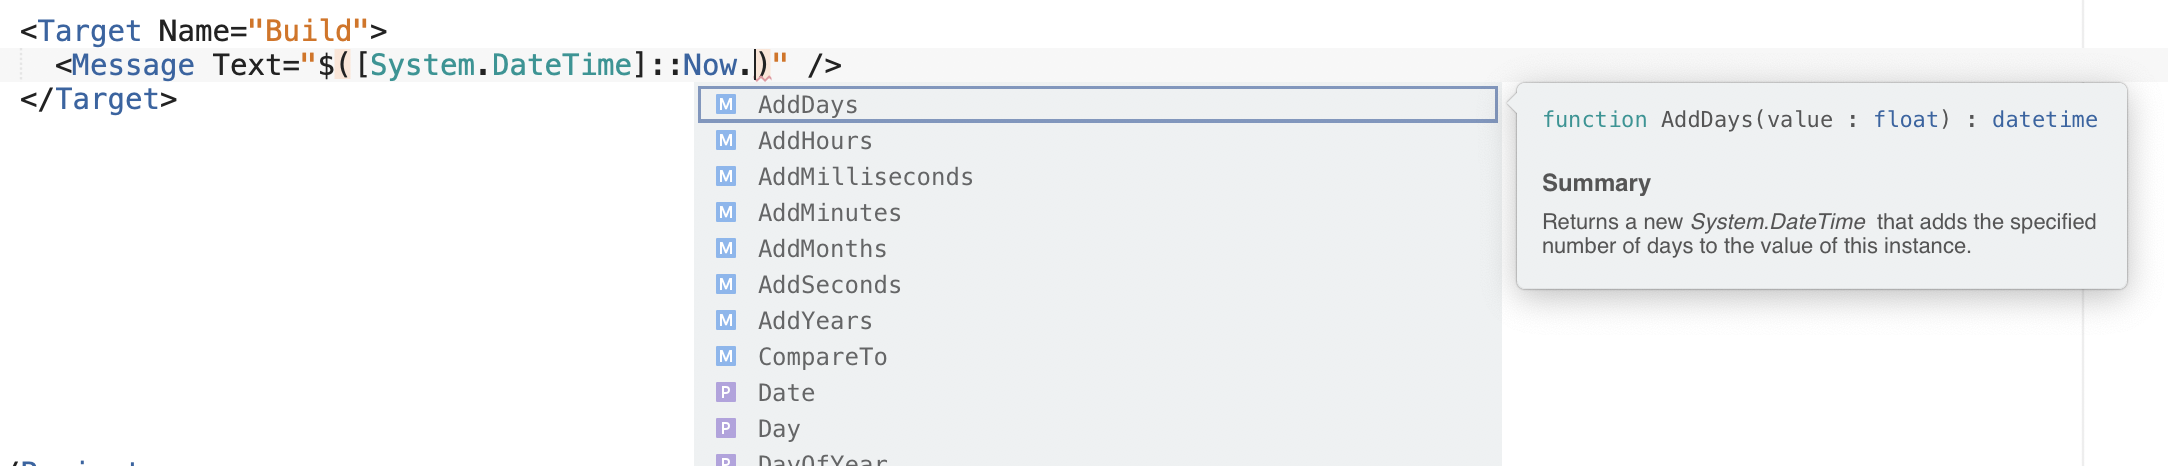 <Target Name="Build">
<Message Text="$([System.DateTime]::Now.)" />
</Target>
M AddDays
M AddHours
M AddMilliseconds
M AddMinutes
M AddMonths
M AddSeconds
M AddYears
M CompareTo
P Date
P Day
P DayOfYear
function AddDays(value : float) : datetime
Summary
Returns a new System.DateTime that adds the specified
number of days to the value of this instance.